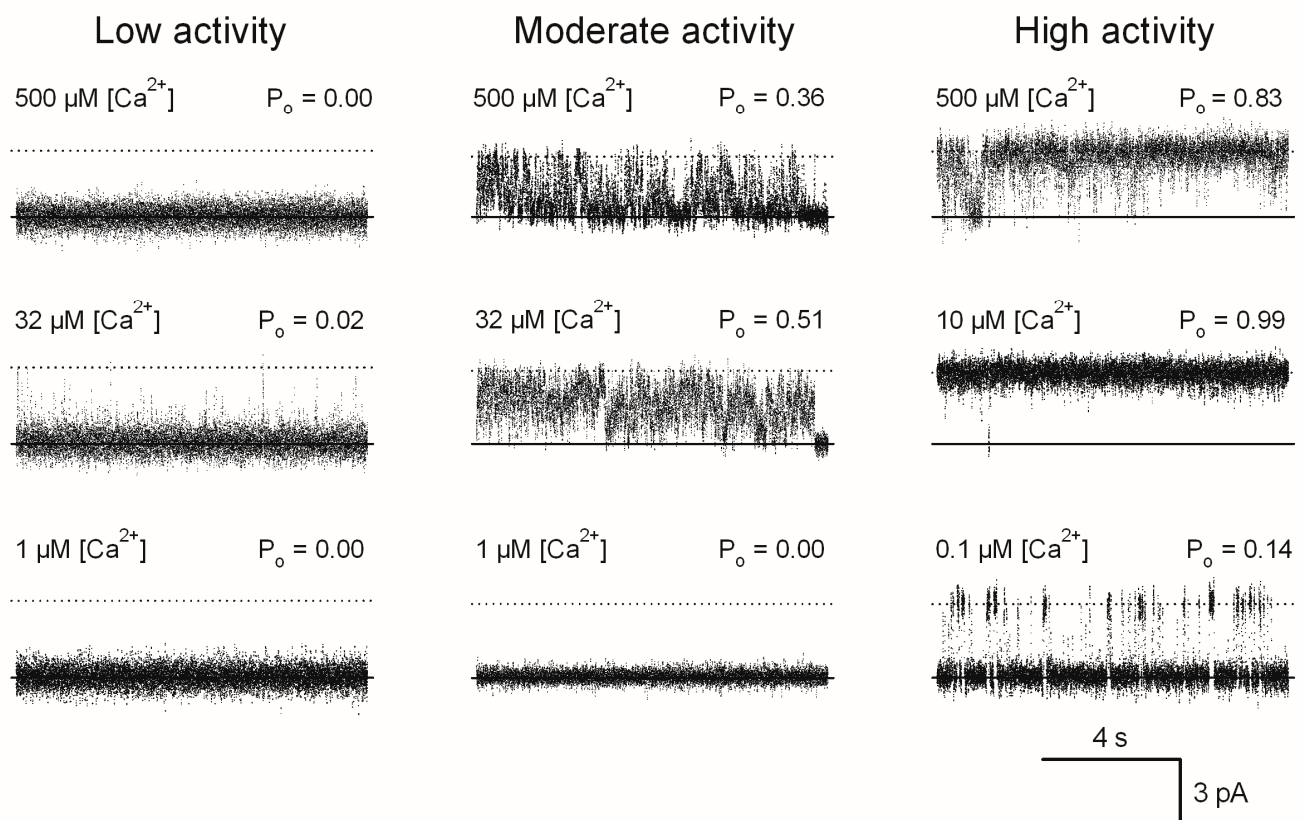 Low activity Moderate activity High activity
500 µM [Ca²⁺] Pₒ = 0.00 500 µM [Ca²⁺] Pₒ = 0.36 500 µM [Ca²⁺] Pₒ = 0.83
32 µM [Ca²⁺] Pₒ = 0.02 32 µM [Ca²⁺] Pₒ = 0.51 10 µM [Ca²⁺] Pₒ = 0.99
1 µM [Ca²⁺] Pₒ = 0.00 1 µM [Ca²⁺] Pₒ = 0.00 0.1 µM [Ca²⁺] Pₒ = 0.14
4 s
3 pA